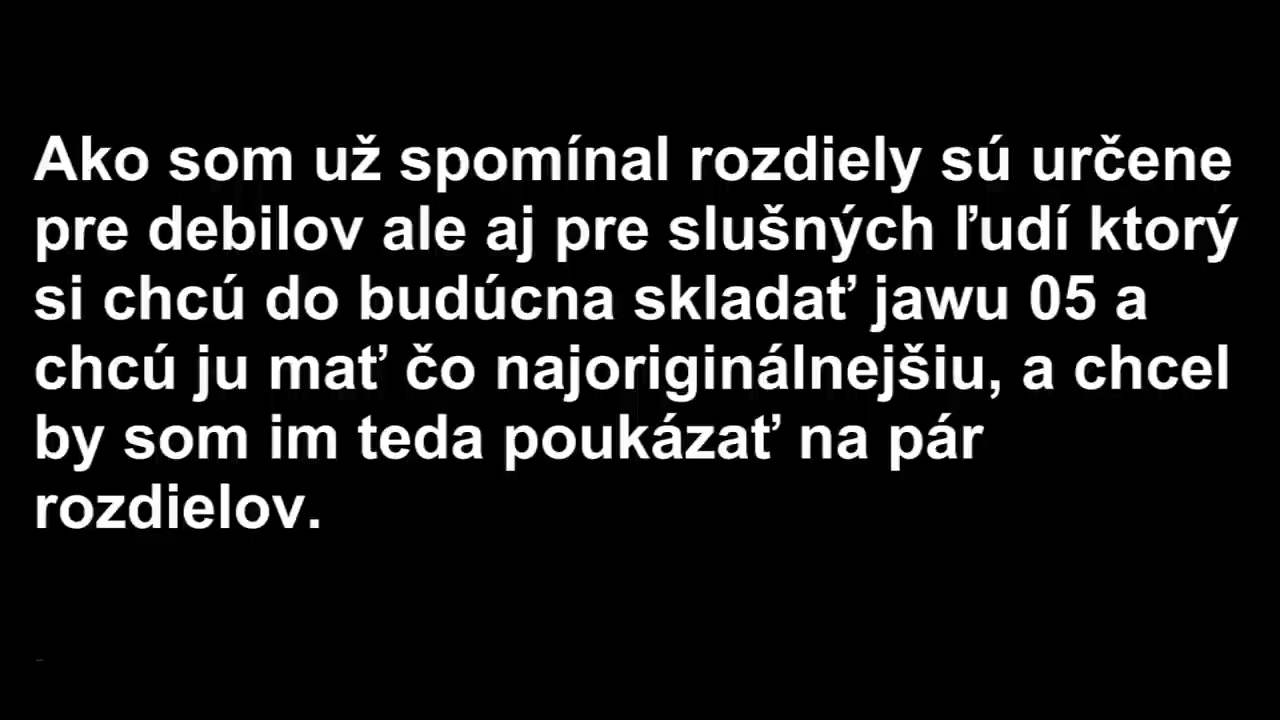 Ako som už spomínal rozdiely sú určene
pre debilov ale aj pre slušných ľudí ktorý
si chcú do budúcna skladať jawu 05 a
chcú ju mať čo najoriginálnejšiu, a chcel
by som im teda poukázať na pár
rozdielov.